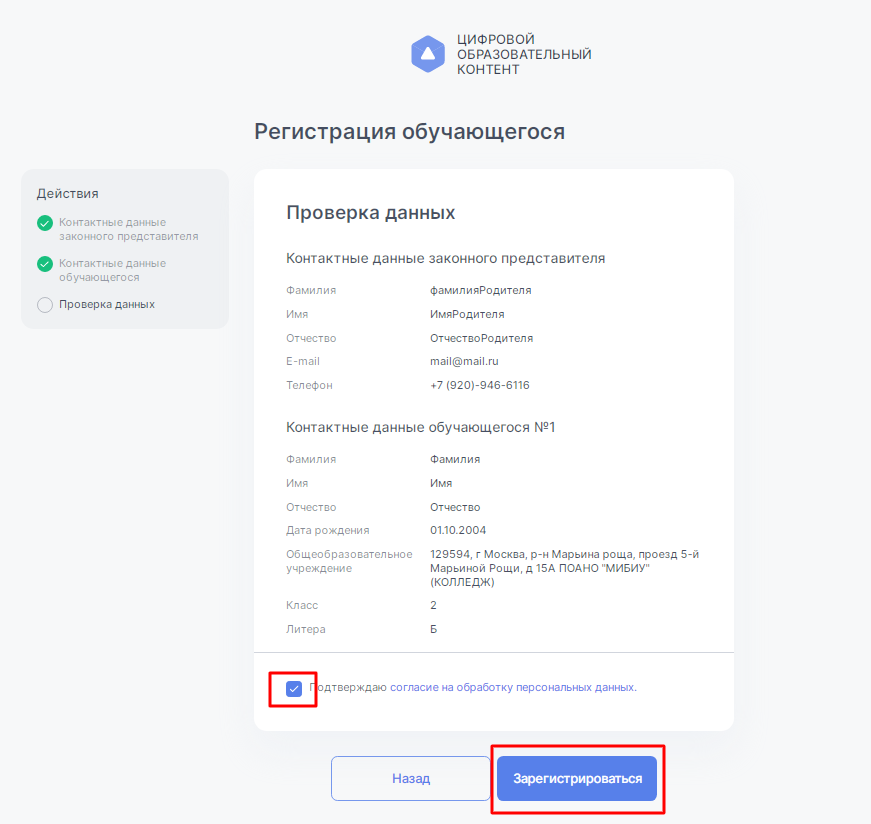 ЦИФРОВОЙ
ОБРАЗОВАТЕЛЬНЫЙ
КОНТЕНТ
Регистрация обучающегося
Действия
Контактные данные
законного представителя
Контактные данные
обучающегося
Проверка данных
Проверка данных
Контактные данные законного представителя
Фамилия фамилияРодителя
Имя ИмяРодителя
Отчество ОтчествоРодителя
E-mail mail@mail.ru
Телефон +7 (920)-946-6116
Контактные данные обучающегося №1
Фамилия Фамилия
Имя Имя
Отчество Отчество
Дата рождения 01.10.2004
Общеобразовательное 129594, г Москва, р-н Марьина роща, проезд 5-й
учреждение Марьиной Рощи, д 15А ПОАНО "МИБИУ"
(КОЛЛЕДЖ)
Класс 2
Литера Б
Подтверждаю согласие на обработку персональных данных.
Назад Зарегистрироваться